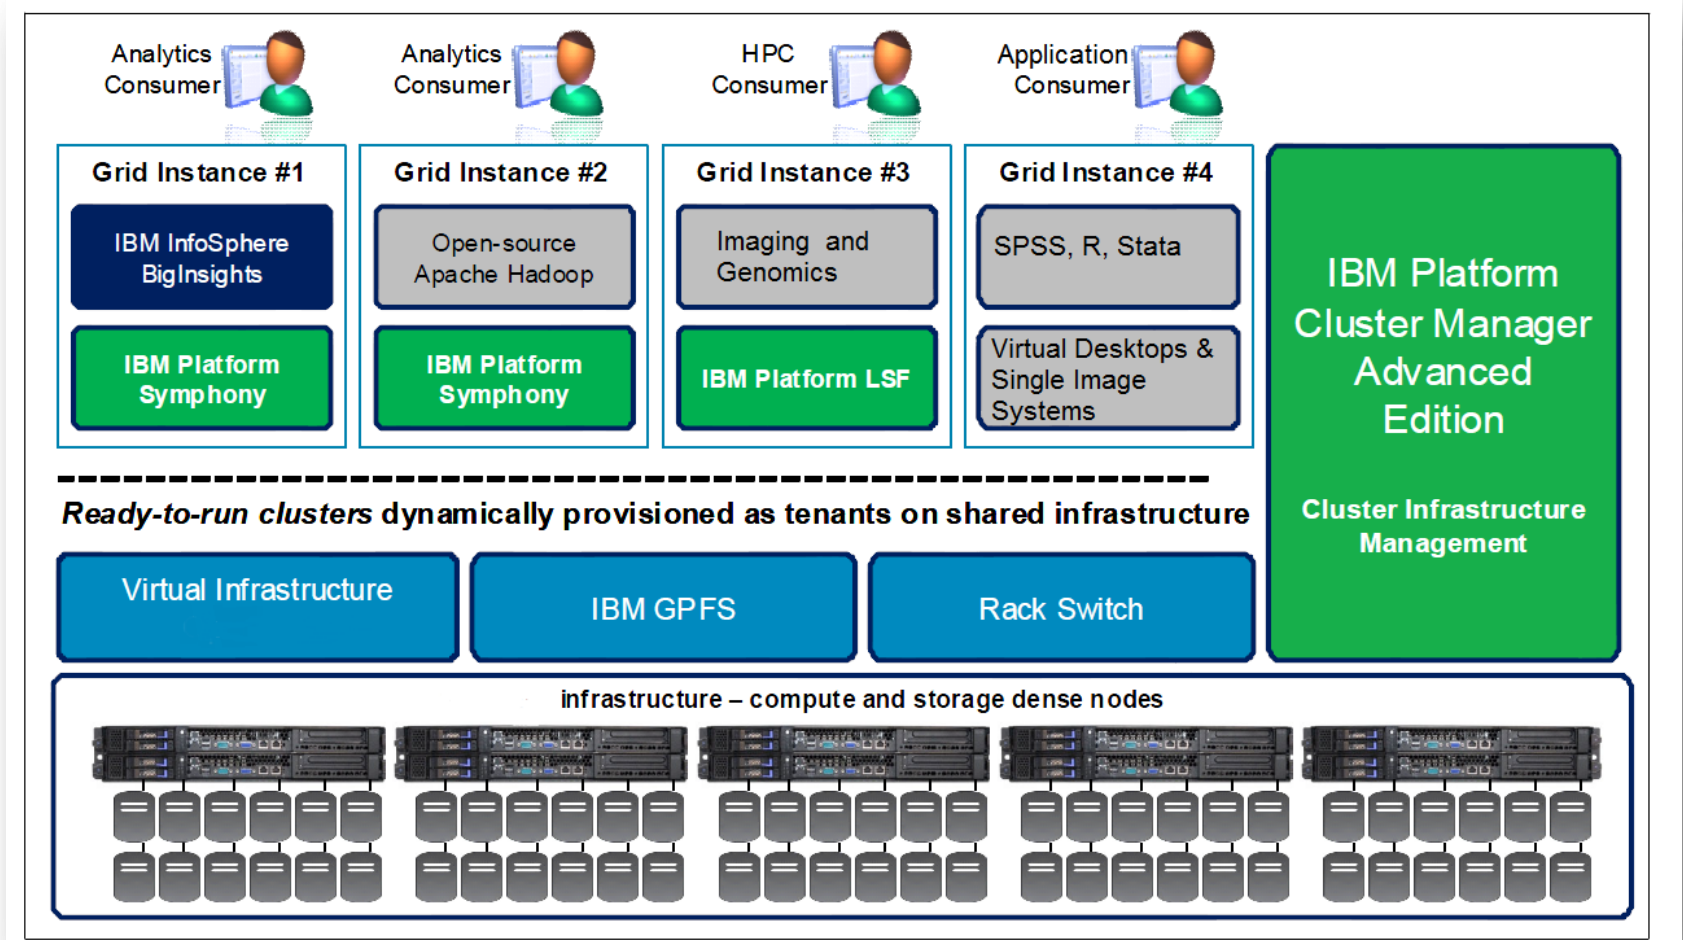 Analytics
Consumer
Analytics
Consumer
HPC
Consumer
Application
Consumer
Grid Instance #1
IBM InfoSphere
BigInsights
IBM Platform
Symphony
Grid Instance #2
Open-source
Apache Hadoop
IBM Platform
Symphony
Grid Instance #3
Imaging and
Genomics
IBM Platform LSF
Grid Instance #4
SPSS, R, Stata
Virtual Desktops &
Single Image
Systems
IBM Platform
Cluster Manager
Advanced
Edition
Cluster Infrastructure
Management
Ready-to-run clusters dynamically provisioned as tenants on shared infrastructure
Virtual Infrastructure
IBM GPFS
Rack Switch
infrastructure – compute and storage dense nodes